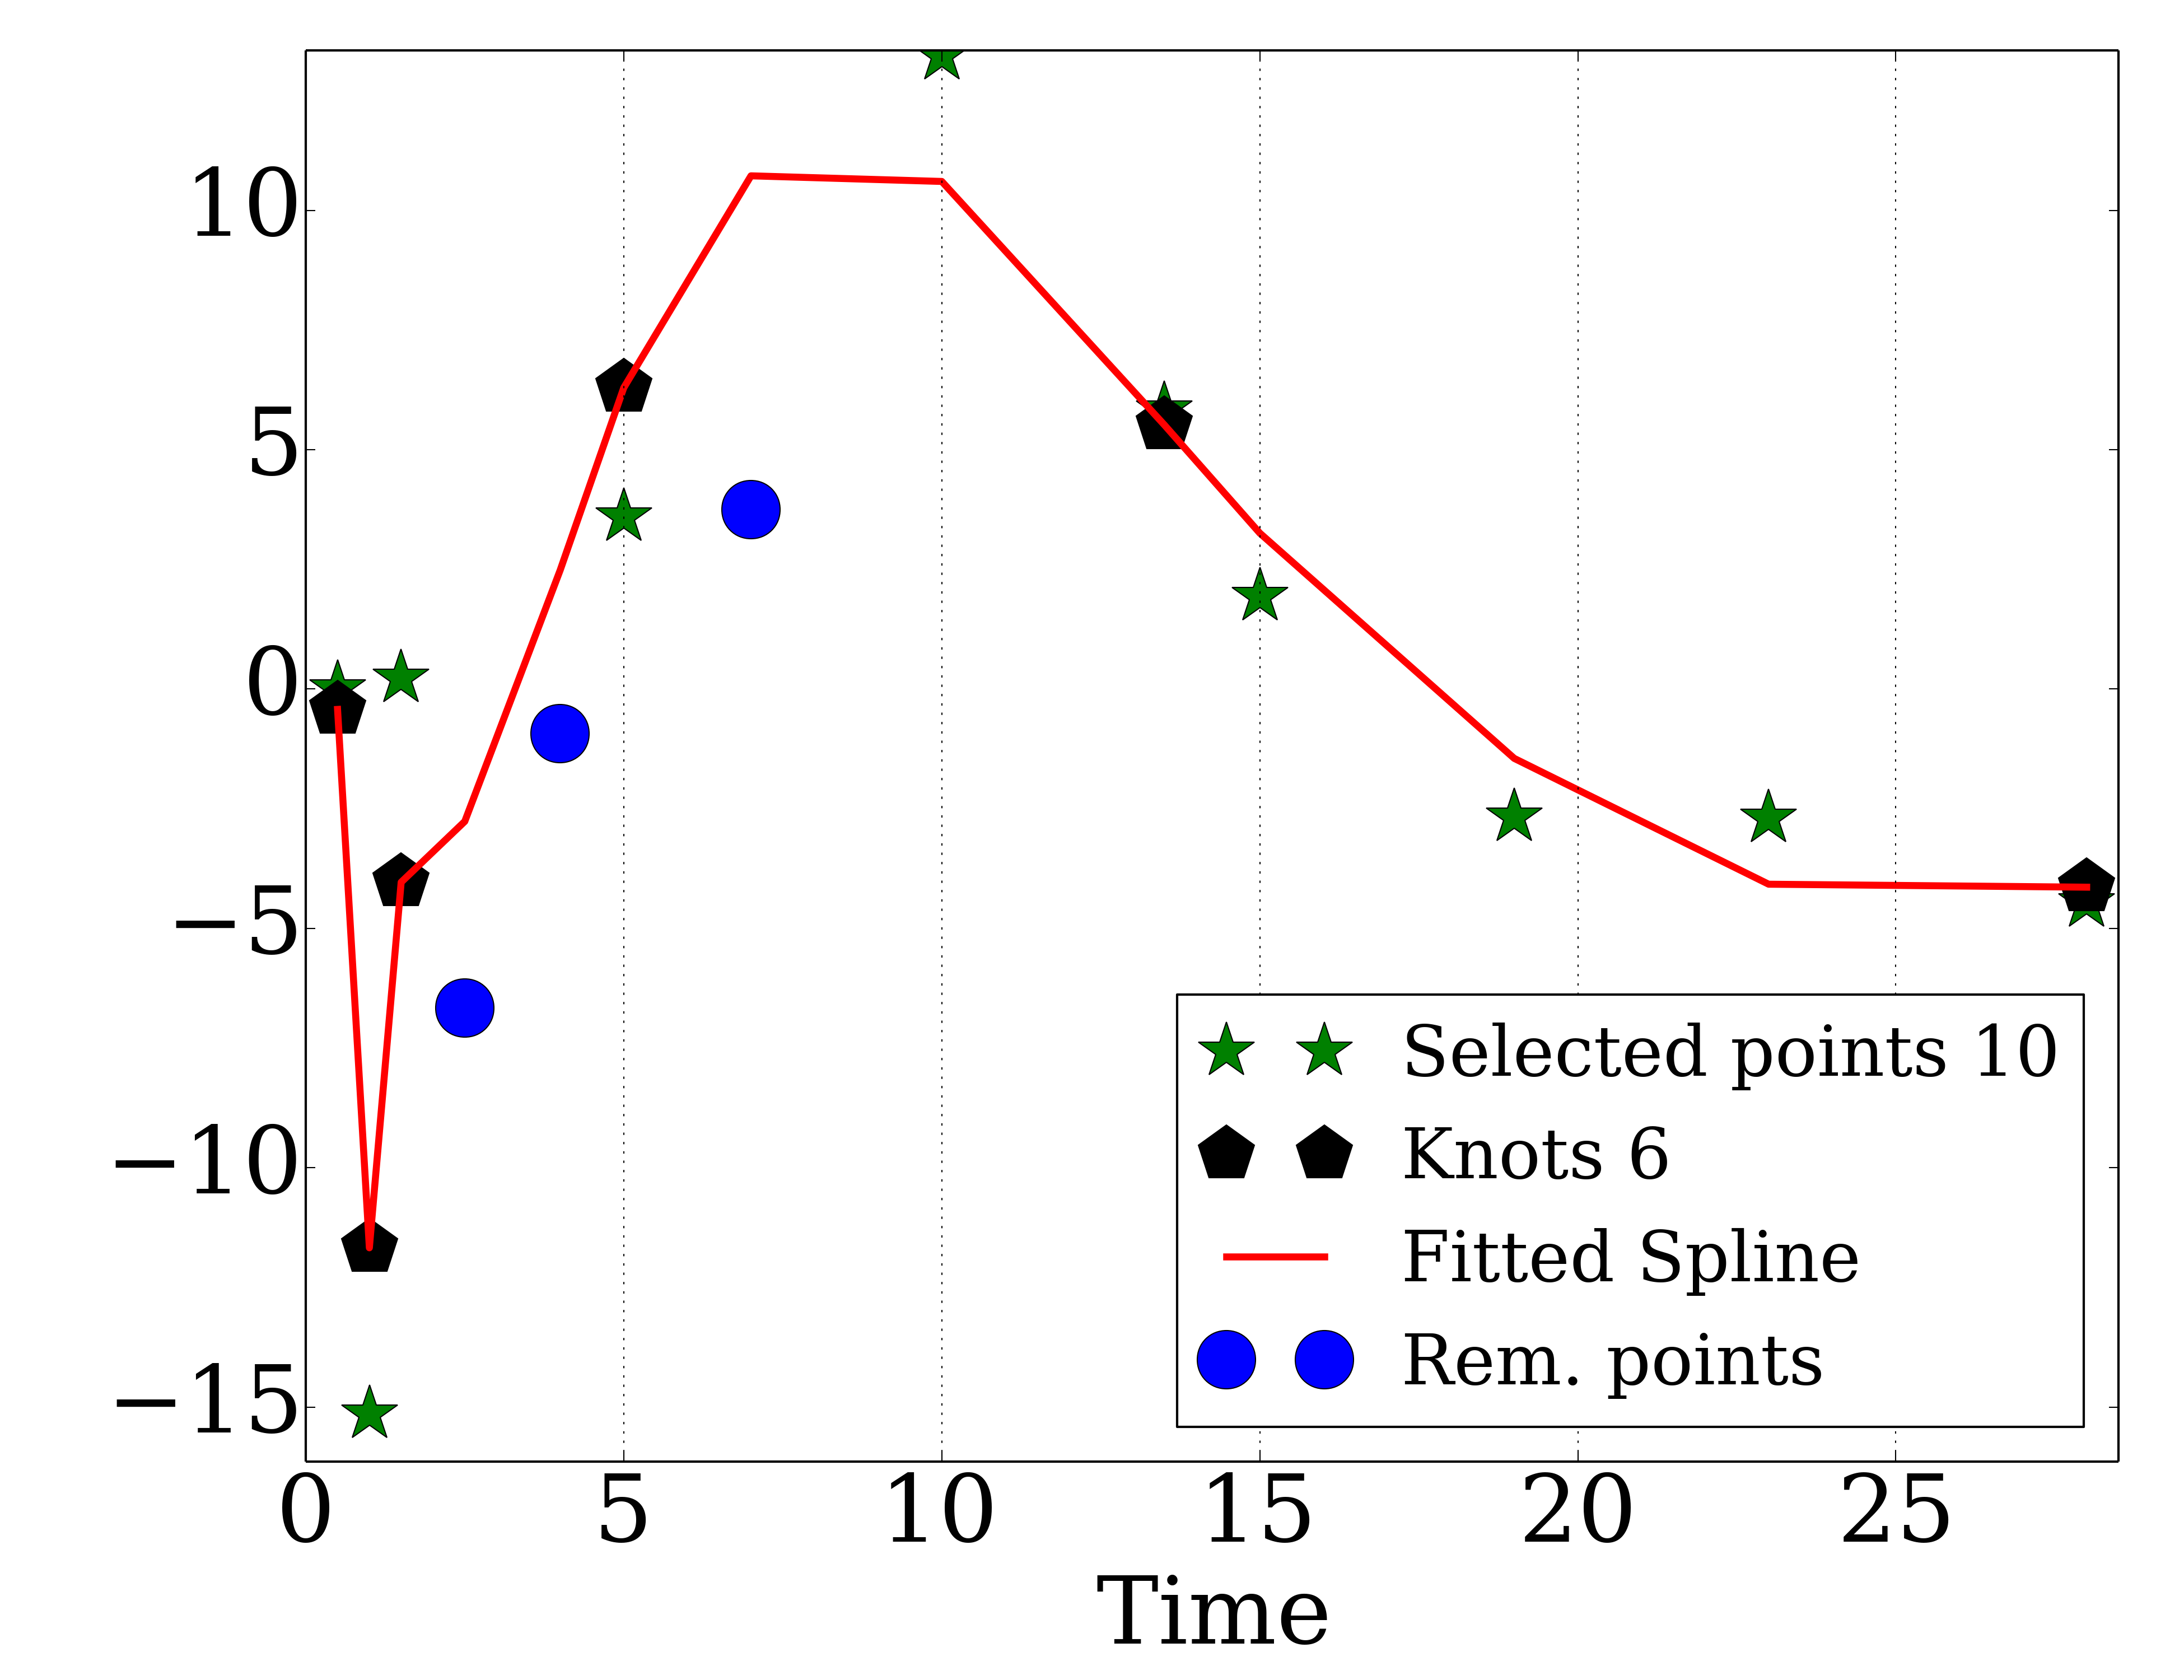 10
5
0
−5
−10
−15
0 5 10 15 20 25
Time
Selected points 10
Knots 6
Fitted Spline
Rem. points